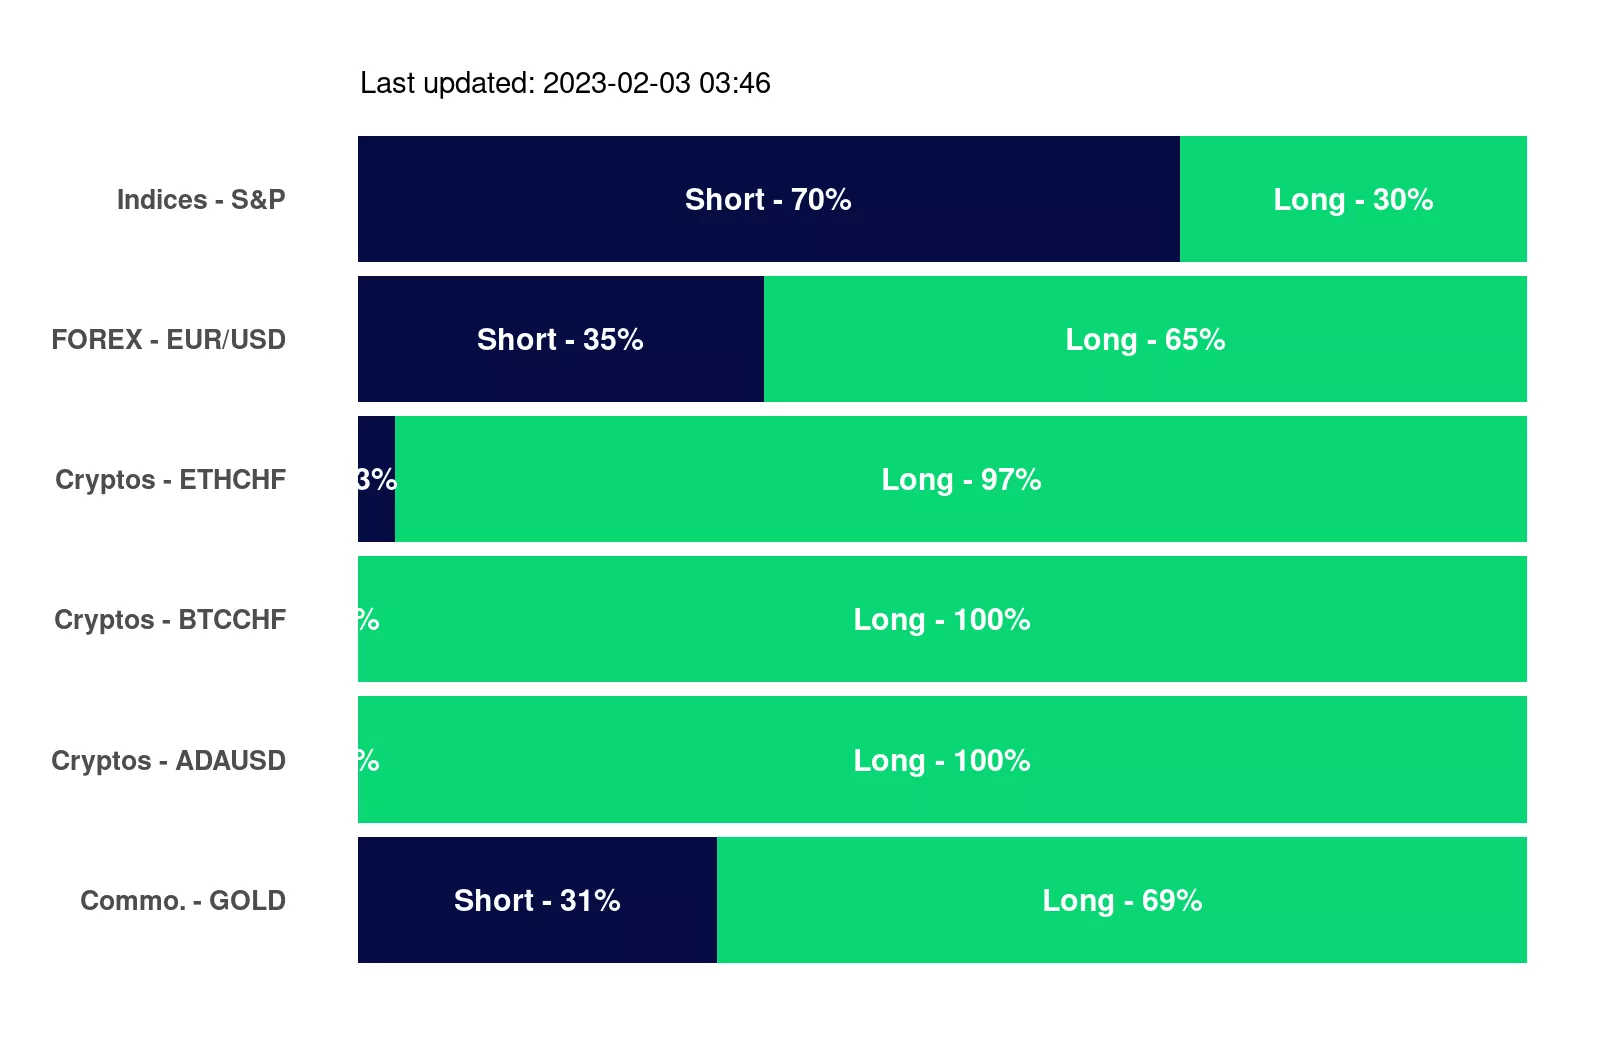 Last updated: 2023-02-03 03:46
Indices - S&P Short - 70% Long - 30%
FOREX - EUR/USD Short - 35% Long - 65%
Cryptos - ETHCHF 3% Long - 97%
Cryptos - BTCCHF % Long - 100%
Cryptos - ADAUSD % Long - 100%
Commo. - GOLD Short - 31% Long - 69%